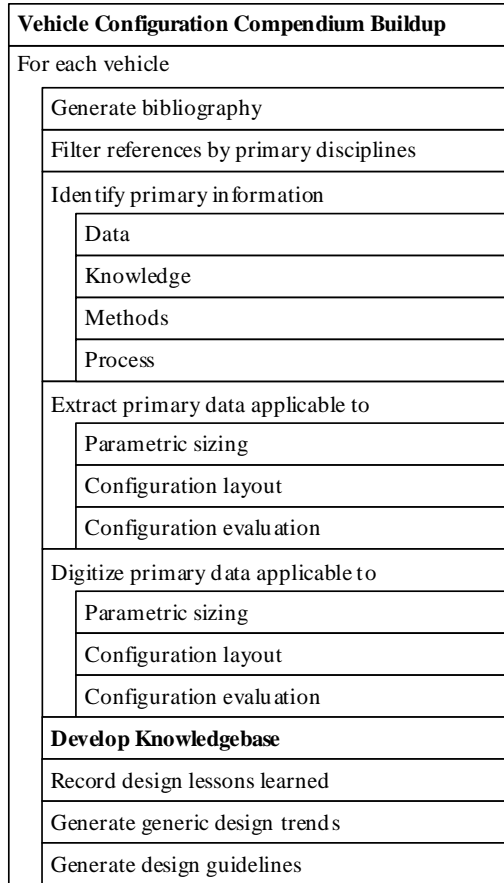 Vehicle Configuration Compendium Buildup
For each vehicle
Generate bibliography
Filter references by primary disciplines
Identify primary information
Data
Knowledge
Methods
Process
Extract primary data applicable to
Parametric sizing
Configuration layout
Configuration evaluation
Digitize primary data applicable to
Parametric sizing
Configuration layout
Configuration evaluation
Develop Knowledgebase
Record design lessons learned
Generate generic design trends
Generate design guidelines